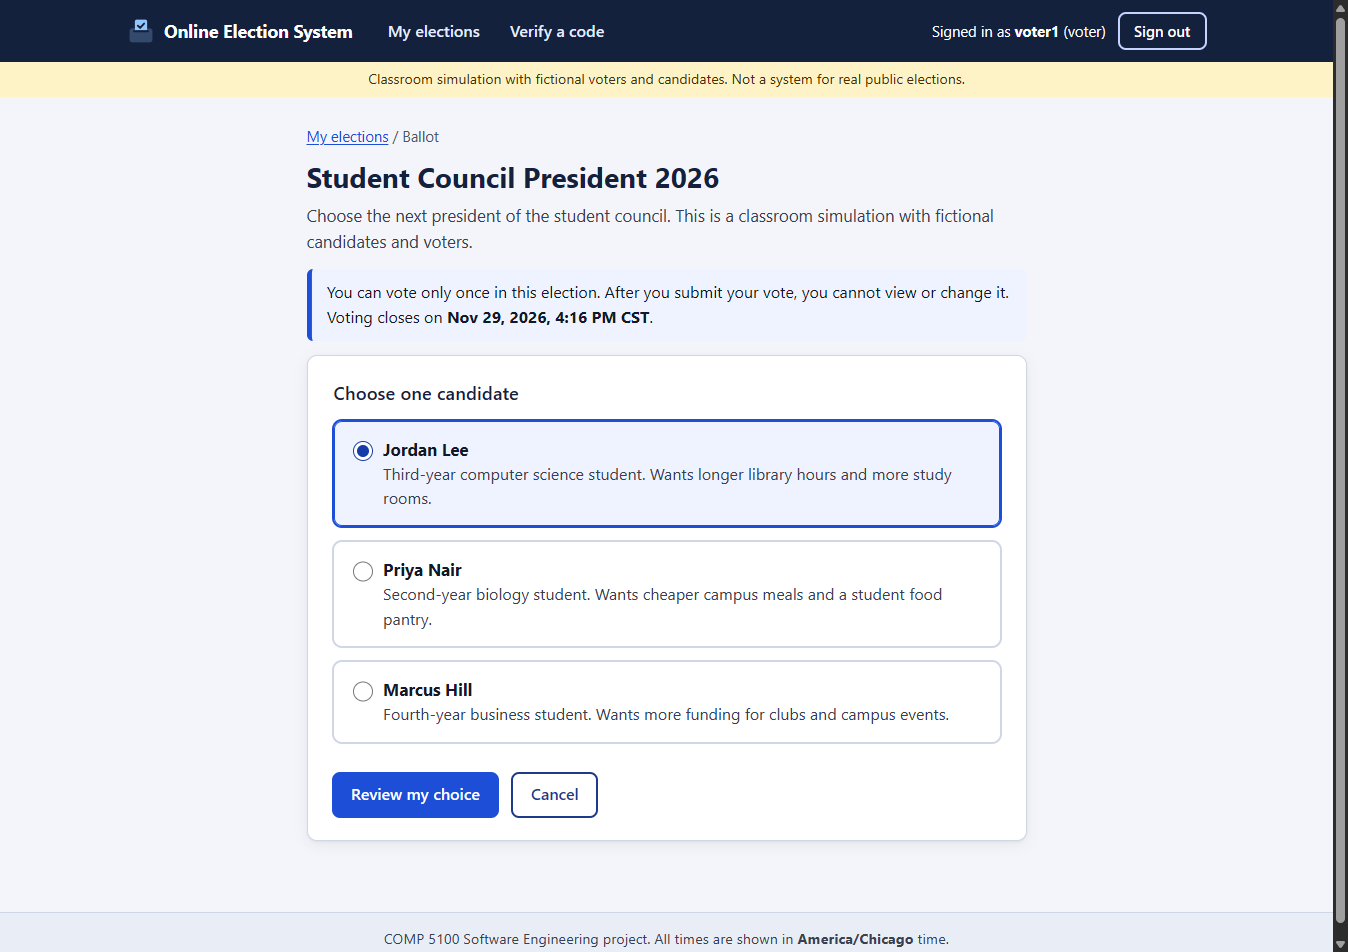 Online Election System
My elections
Verify a code
Signed in as voter1 (voter)
Sign out
Classroom simulation with fictional voters and candidates. Not a system for real public elections.
My elections / Ballot
Student Council President 2026
Choose the next president of the student council. This is a classroom simulation with fictional
candidates and voters.
You can vote only once in this election. After you submit your vote, you cannot view or change it.
Voting closes on Nov 29, 2026, 4:16 PM CST.
Choose one candidate
Jordan Lee
Third-year computer science student. Wants longer library hours and more study
rooms.
Priya Nair
Second-year biology student. Wants cheaper campus meals and a student food
pantry.
Marcus Hill
Fourth-year business student. Wants more funding for clubs and campus events.
Review my choice
Cancel
COMP 5100 Software Engineering project. All times are shown in America/Chicago time.